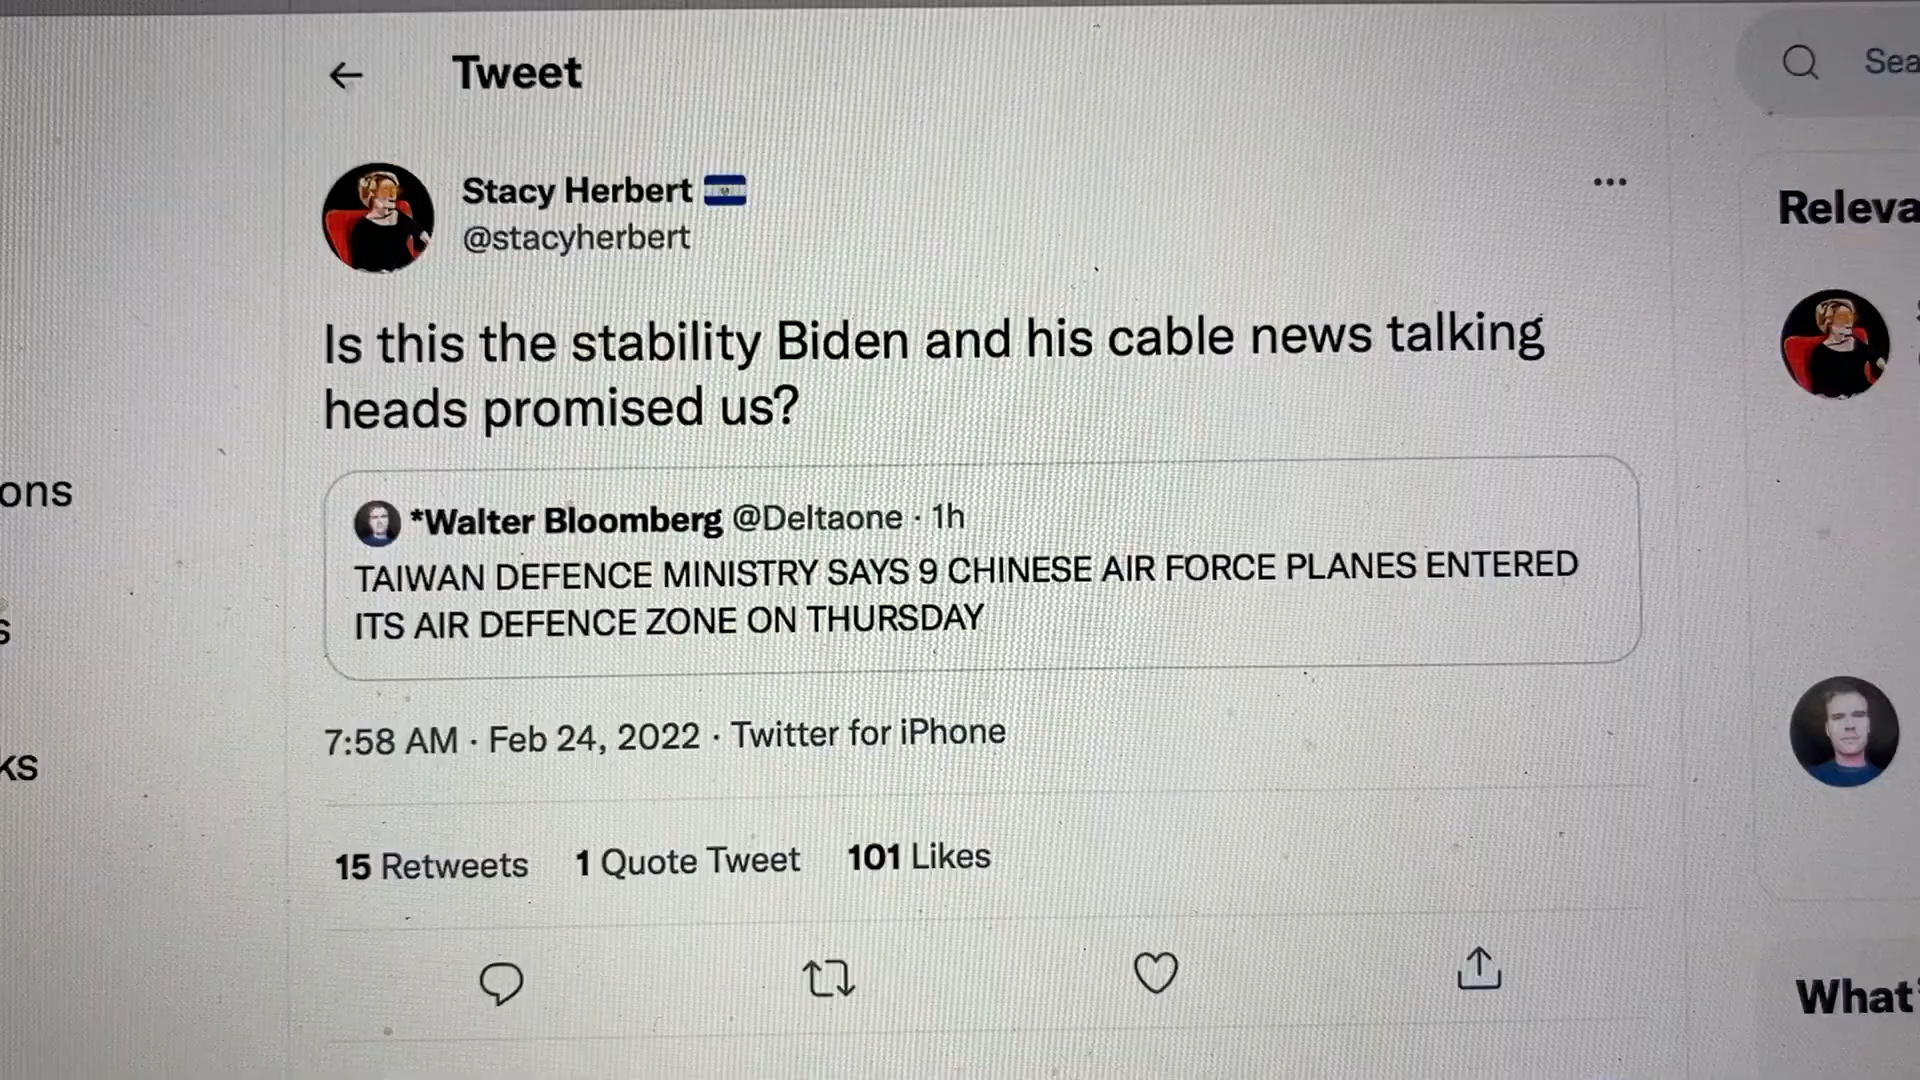 Tweet
Sea
Stacy Herbert
@stacyherbert
Releva
Is this the stability Biden and his cable news talking
heads promised us?
ons
*Walter Bloomberg @Deltaone · 1h
TAIWAN DEFENCE MINISTRY SAYS 9 CHINESE AIR FORCE PLANES ENTERED
ITS AIR DEFENCE ZONE ON THURSDAY
s
7:58 AM · Feb 24, 2022 · Twitter for iPhone
ks
15 Retweets 1 Quote Tweet 101 Likes
What'